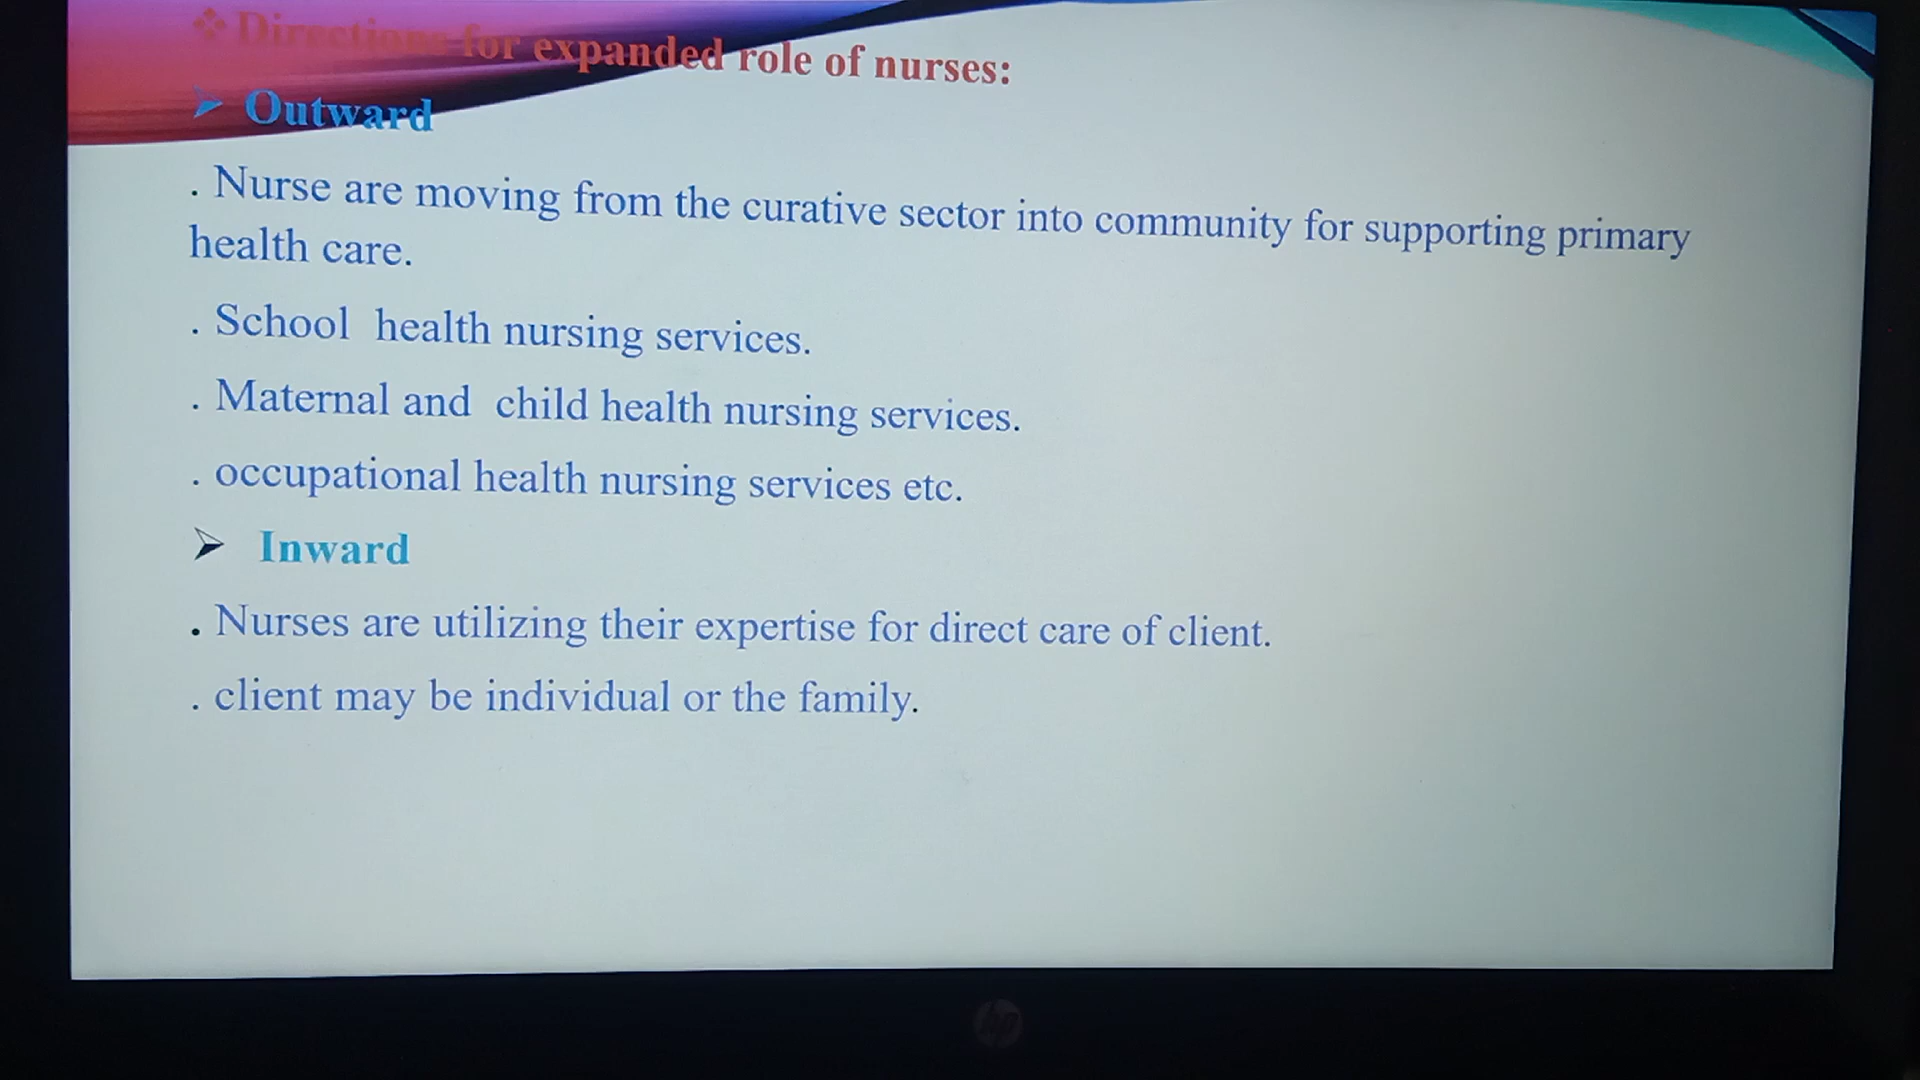 ❖Directions for expanded role of nurses:
➢ Outward
. Nurse are moving from the curative sector into community for supporting primary
health care.
. School health nursing services.
. Maternal and child health nursing services.
. occupational health nursing services etc.
➢ Inward
. Nurses are utilizing their expertise for direct care of client.
. client may be individual or the family.
hp